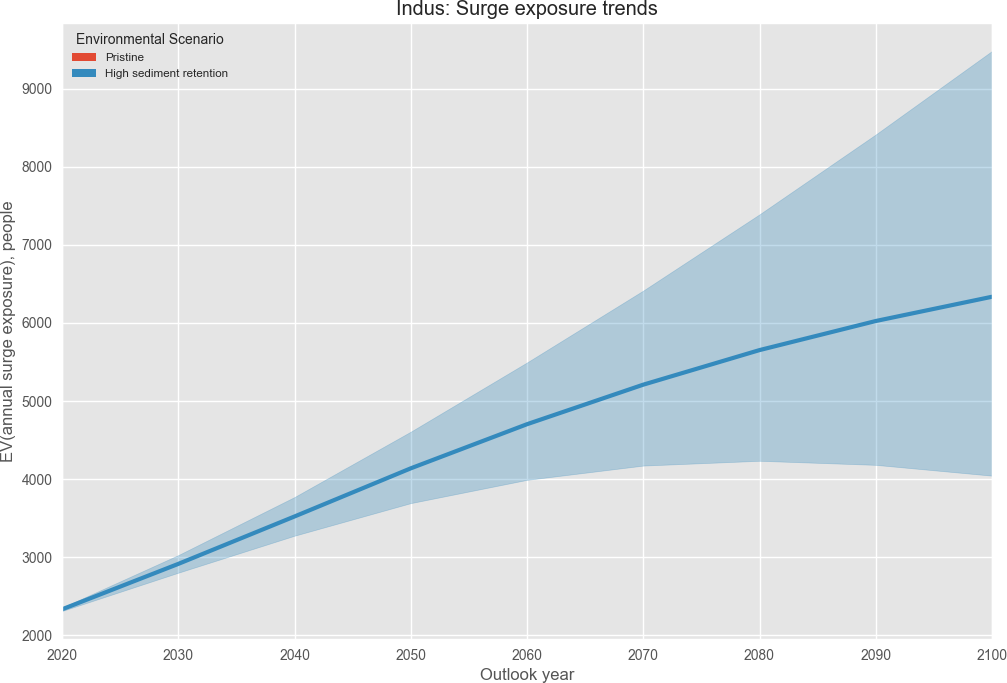 Indus: Surge exposure trends
Environmental Scenario
Pristine
High sediment retention
EV(annual surge exposure), people
9000
8000
7000
6000
5000
4000
3000
2000
2020 2030 2040 2050 2060 2070 2080 2090 2100
Outlook year